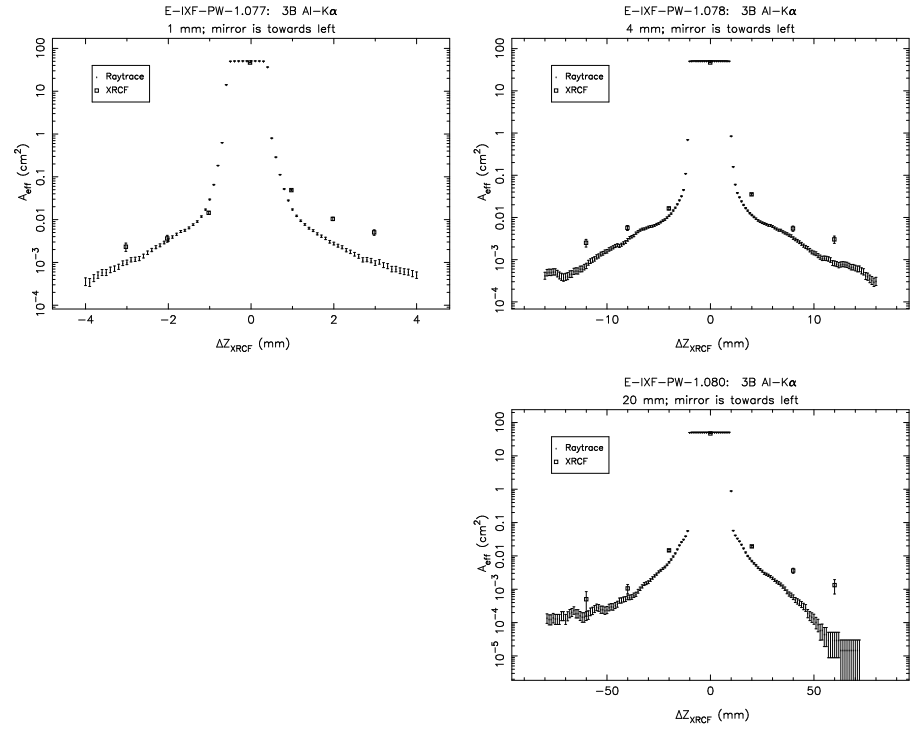 E-IXF-PW-1.077: 3B Al-Kα
1 mm; mirror is towards left
A_eff (cm²)
100
10
1
0.1
0.01
10⁻³
10⁻⁴
Raytrace
XRCF
−4 −2 0 2 4
ΔZ_XRCF (mm)
E-IXF-PW-1.078: 3B Al-Kα
4 mm; mirror is towards left
A_eff (cm²)
100
10
1
0.1
0.01
10⁻³
10⁻⁴
Raytrace
XRCF
−10 0 10
ΔZ_XRCF (mm)
E-IXF-PW-1.080: 3B Al-Kα
20 mm; mirror is towards left
A_eff (cm²)
100
10
1
0.1
0.01
10⁻³
10⁻⁴
10⁻⁵
Raytrace
XRCF
−50 0 50
ΔZ_XRCF (mm)